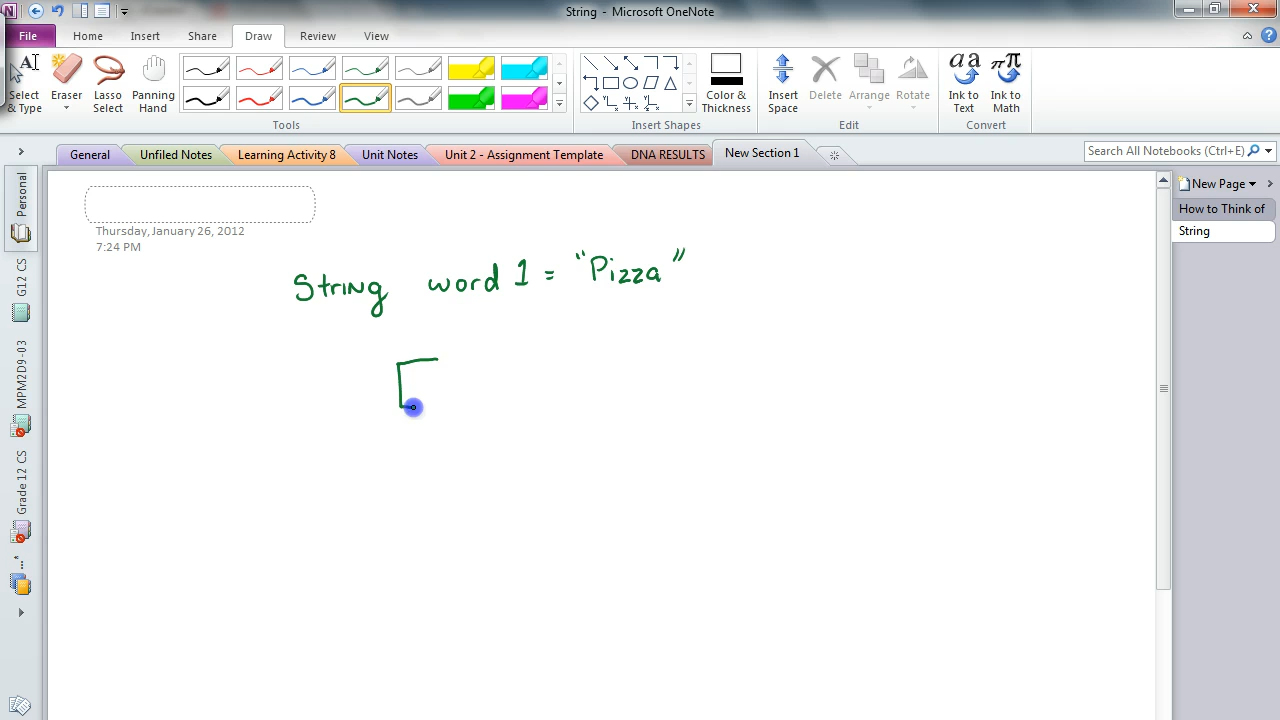 String - Microsoft OneNote
File Home Insert Share Draw Review View
Select & Type
Eraser
Lasso Select
Panning Hand
Color & Thickness
Insert Space
Delete
Arrange
Rotate
Ink to Text
Ink to Math
Tools
Insert Shapes
Edit
Convert
General
Unfiled Notes
Learning Activity 8
Unit Notes
Unit 2 - Assignment Template
DNA RESULTS
New Section 1
Search All Notebooks (Ctrl+E)
Personal
G12 CS
MPM2D9-03
Grade 12 CS
New Page
How to Think of
String
Thursday, January 26, 2012
7:24 PM
String word 1 = "Pizza"